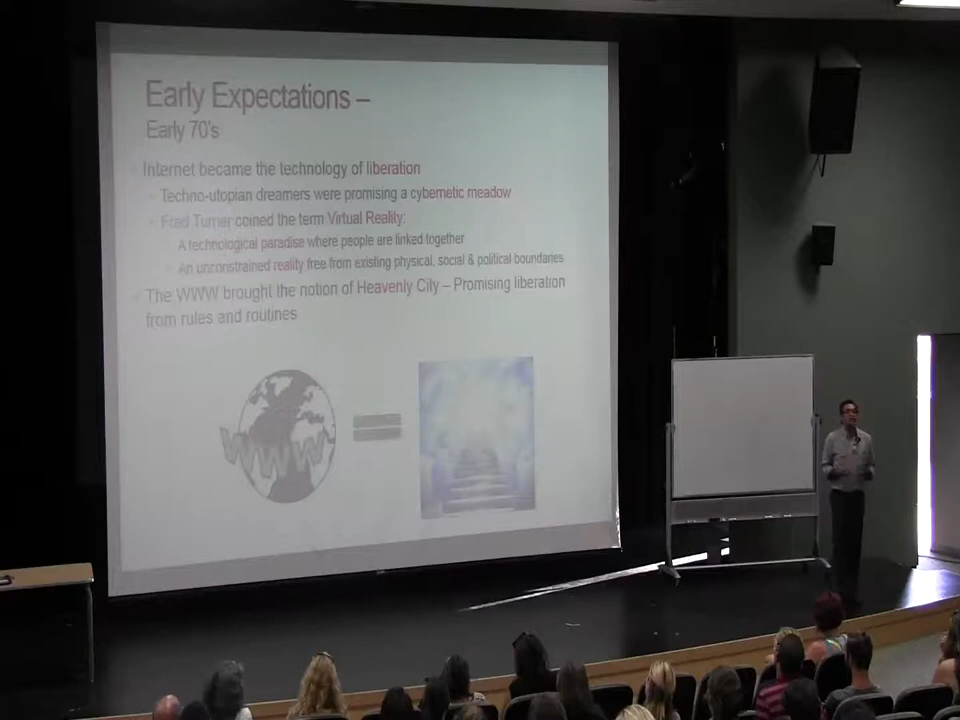 Early Expectations –
Early 70's
Internet became the technology of liberation
Techno-utopian dreamers were promising a cybernetic meadow
Fred Turner coined the term Virtual Reality:
A technological paradise where people are linked together
An unconstrained reality free from existing physical, social & political boundaries
The WWW brought the notion of Heavenly City – Promising liberation
from rules and routines
WWW